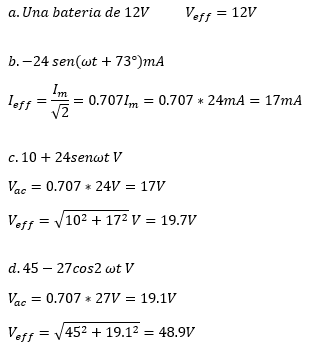 a. Una bateria de 12V V_eff = 12V
b. −24 sen(ωt + 73°)mA
I_eff = I_m/√2 = 0.707I_m = 0.707 * 24mA = 17mA
c. 10 + 24senωt V
V_ac = 0.707 * 24V = 17V
V_eff = √(10² + 17²) V = 19.7V
d. 45 − 27cos2 ωt V
V_ac = 0.707 * 27V = 19.1V
V_eff = √(45² + 19.1²) = 48.9V